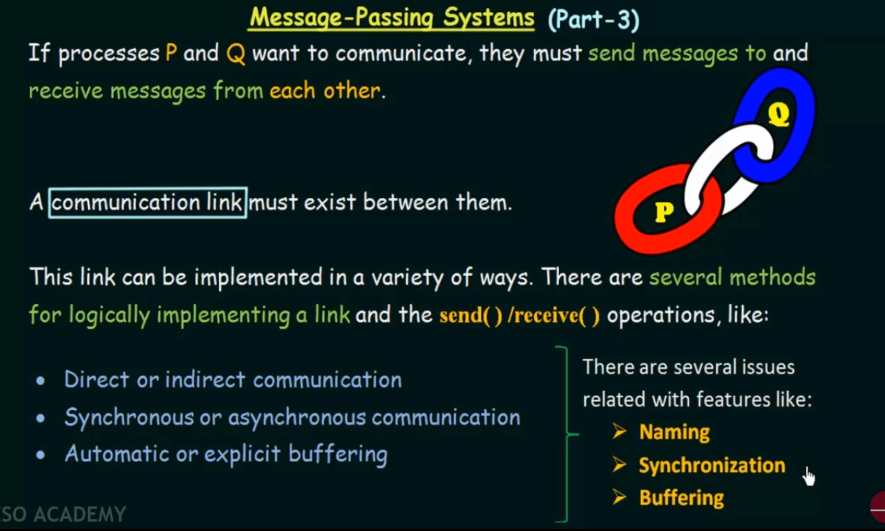 Message-Passing Systems (Part-3)
If processes P and Q want to communicate, they must send messages to and
receive messages from each other.
Q
A communication link must exist between them.
P
This link can be implemented in a variety of ways. There are several methods
for logically implementing a link and the send( ) /receive( ) operations, like:
• Direct or indirect communication
• Synchronous or asynchronous communication
• Automatic or explicit buffering
There are several issues
related with features like:
➢ Naming
➢ Synchronization
➢ Buffering
ESO ACADEMY